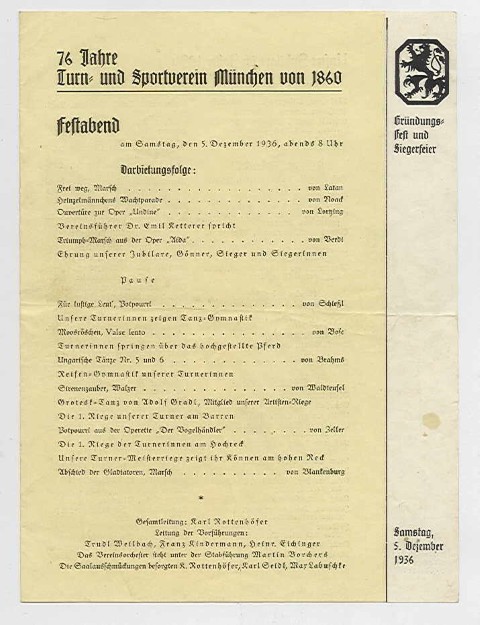 76 Jahre
Turn- und Sportverein München von 1860
Festabend
am Samstag, den 5. Dezember 1936, abends 8 Uhr
Darbietungsfolge:
Frei weg, Marsch . . . . . . . . . . . . . . . . . . von Latan
Heinzelmännchens Wachtparade . . . . . . . . . . . . . . von Noack
Ouvertüre zur Oper „Undine“ . . . . . . . . . . . . . . von Lortzing
Vereinsführer Dr. Emil Ketterer spricht
Triumph-Marsch aus der Oper „Aida“ . . . . . . . . . . . . von Verdi
Ehrung unserer Jubilare, Gönner, Sieger und Siegerinnen
Pause
Für lustige Leut', Potpourri . . . . . . . . . . . . . . von Schleßl
Unsere Turnerinnen zeigen Tanz-Gymnastik
Moosröschen, Valse lento . . . . . . . . . . . . . . . . von Bosc
Turnerinnen springen über das hochgestellte Pferd
Ungarische Tänze Nr. 5 und 6 . . . . . . . . . . . . . . von Brahms
Reifen-Gymnastik unserer Turnerinnen
Sirenenzauber, Walzer . . . . . . . . . . . . . . . von Waldteufel
Grotesk-Tanz von Adolf Gradl, Mitglied unserer Artisten-Riege
Die 1. Riege unserer Turner am Barren
Potpourri aus der Operette „Der Vogelhändler“ . . . . . . . . von Zeller
Die 1. Riege der Turnerinnen am Hochreck
Unsere Turner-Meisterriege zeigt ihr Können am hohen Reck
Abschied der Gladiatoren, Marsch . . . . . . . . . . . von Blankenburg
*
Gesamtleitung: Karl Rottenhöfer
Leitung der Vorführungen:
Trudl Weilbach, Franz Kindermann, Heinr. Eichinger
Das Vereinsorchester steht unter der Stabführung Martin Borchers
Die Saalausschmückungen besorgten K. Rottenhöfer, Karl Seidl, Max Labuschke
Gründungs-
fest und
Siegerfeier
Samstag,
5. Dezember
1936